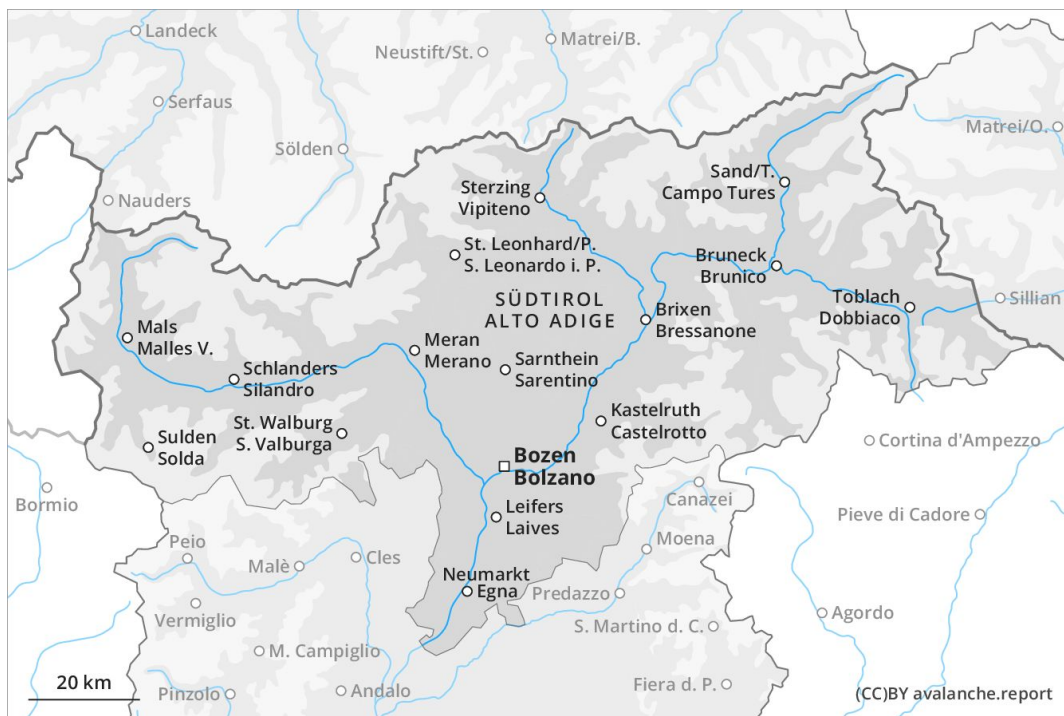 Landeck
Neustift/St.
Matrei/B.
Serfaus
Matrei/O.
Sölden
Nauders
Sterzing
Vipiteno
Sand/T.
Campo Tures
St. Leonhard/P.
S. Leonardo i. P.
Bruneck
Brunico
SÜDTIROL
ALTO ADIGE
Toblach
Dobbiaco
Sillian
Brixen
Bressanone
Mals
Malles V.
Meran
Merano
Schlanders
Silandro
Sarnthein
Sarentino
St. Walburg
S. Valburga
Kastelruth
Castelrotto
Sulden
Solda
Cortina d'Ampezzo
Bozen
Bolzano
Bormio
Canazei
Leifers
Laives
Pieve di Cadore
Moena
Peio
Malè
Cles
Neumarkt
Egna
Predazzo
Vermiglio
Agordo
S. Martino d. C.
M. Campiglio
20 km
Pinzolo
Andalo
Fiera d. P.
(CC)BY avalanche.report